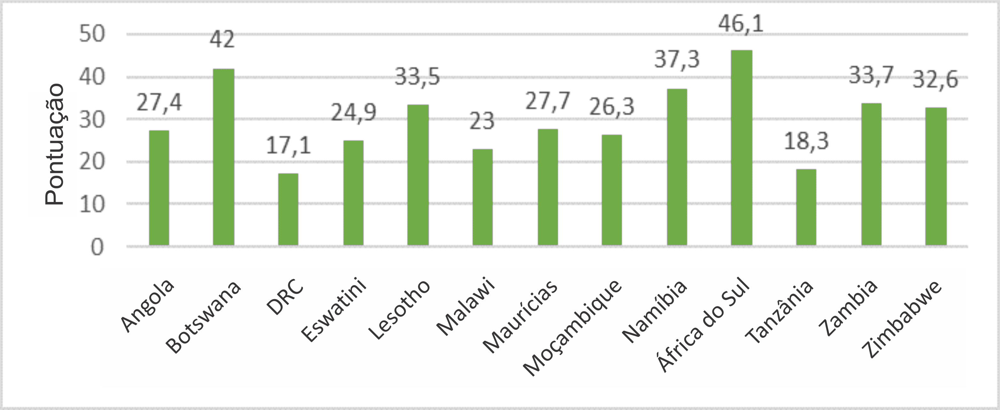 Pontuação
50
40
30
20
10
0
27,4
42
17,1
24,9
33,5
23
27,7
26,3
37,3
46,1
18,3
33,7
32,6
Angola
Botswana
DRC
Eswatini
Lesotho
Malawi
Maurícias
Moçambique
Namíbia
África do Sul
Tanzânia
Zambia
Zimbabwe